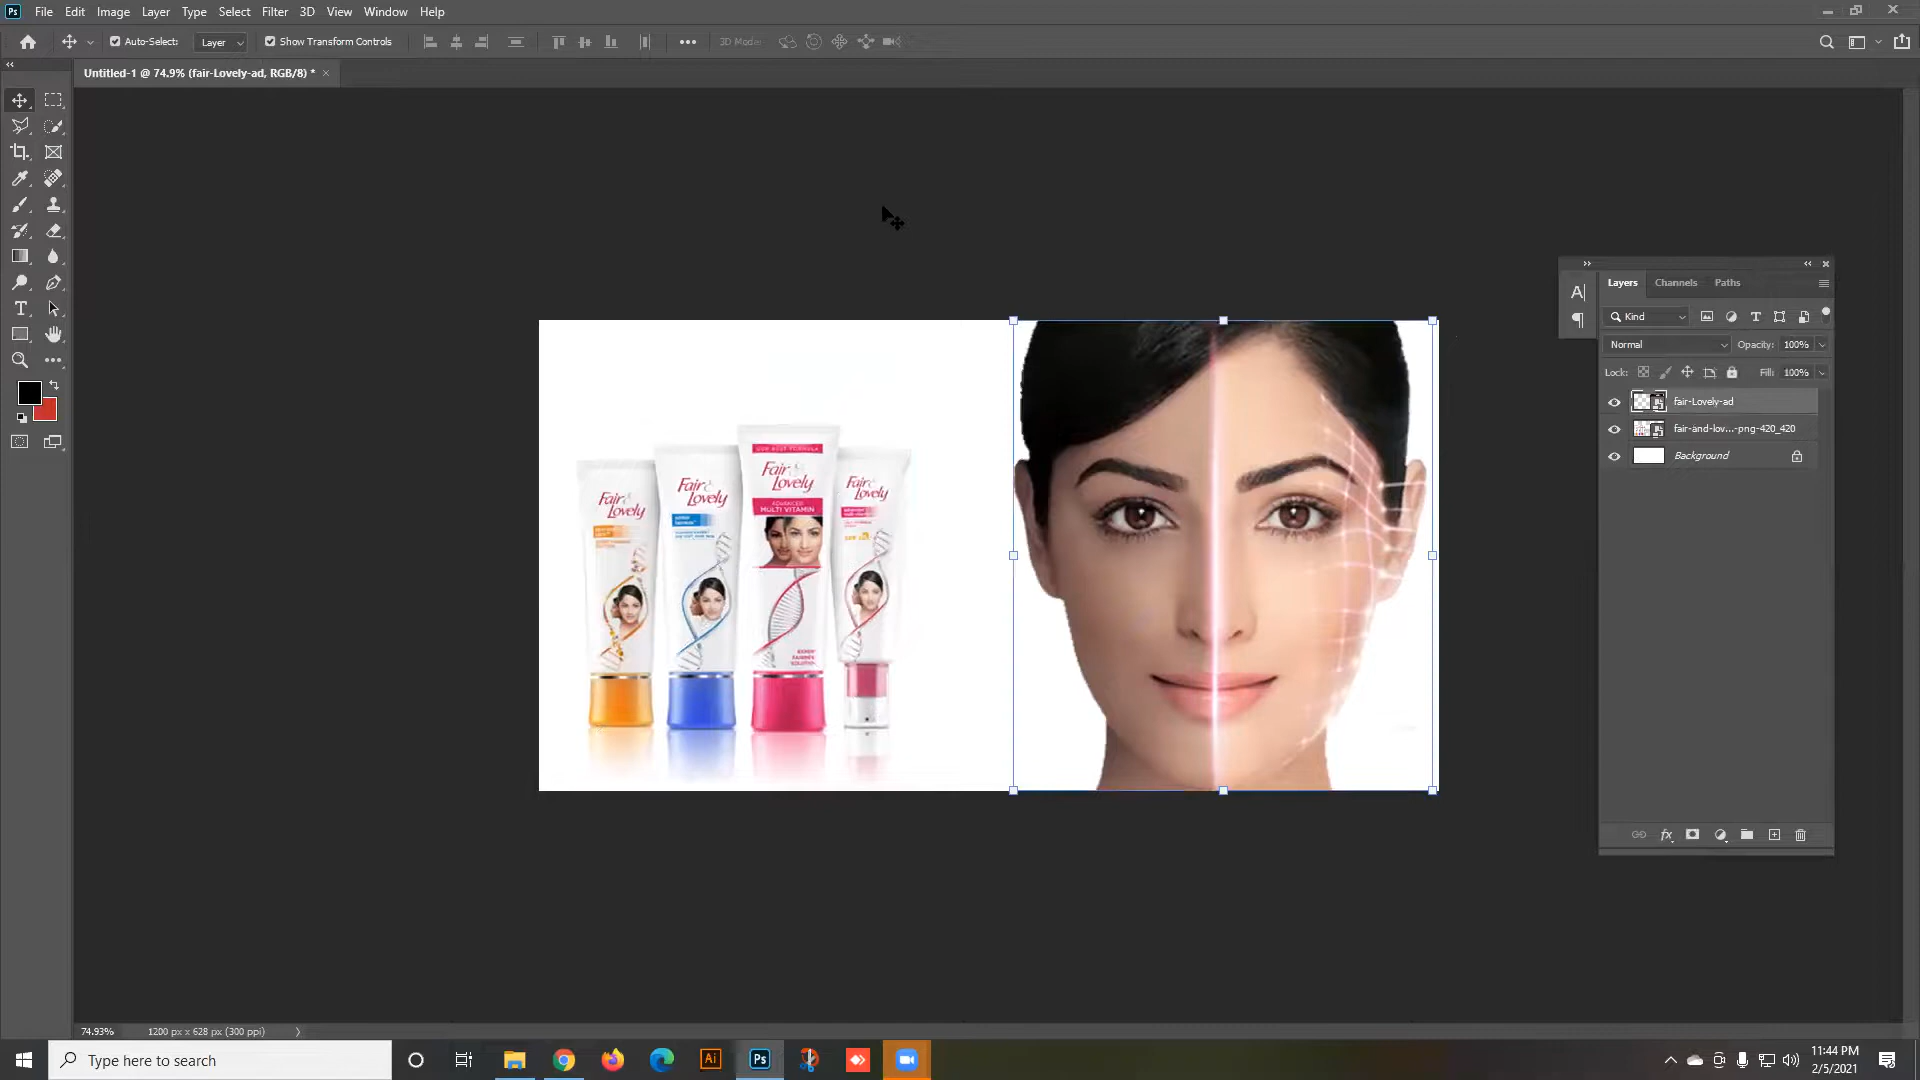 Ps File Edit Image Layer Type Select Filter 3D View Window Help
Auto-Select: Layer Show Transform Controls 3D Mode:
Untitled-1 @ 74.9% (fair-Lovely-ad, RGB/8) *
Layers Channels Paths
Kind
Normal Opacity: 100%
Lock: Fill: 100%
fair-Lovely-ad
fair-and-lov...-png-420_420
Background
Fair & Lovely
Fair & Lovely
Fair & Lovely
ADVANCED
MULTI VITAMIN
Fair & Lovely
74.93% 1200 px x 628 px (300 ppi)
Type here to search
Ai
Ps
11:44 PM
2/5/2021